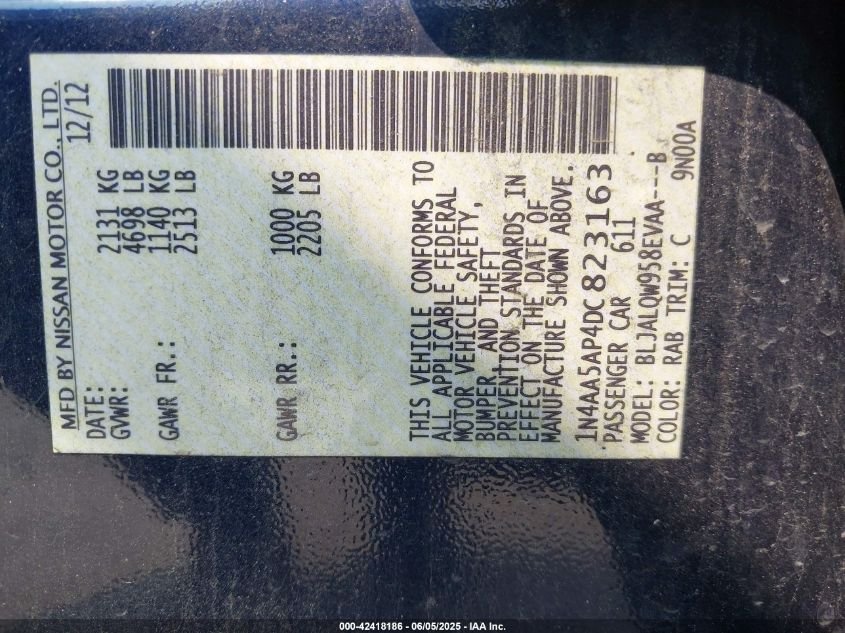 MFD BY NISSAN MOTOR CO., LTD.
DATE: 12/12
GVWR: 2131 KG
4698 LB
GAWR FR.: 1140 KG
2513 LB
GAWR RR.: 1000 KG
2205 LB
THIS VEHICLE CONFORMS TO
ALL APPLICABLE FEDERAL
MOTOR VEHICLE SAFETY,
BUMPER, AND THEFT
PREVENTION STANDARDS IN
EFFECT ON THE DATE OF
MANUFACTURE SHOWN ABOVE.
1N4AA5AP4DC823163
PASSENGER CAR 611
MODEL: BLJALQW958EVAA---B
COLOR: RAB TRIM: C 9N00A
000-42418186 - 06/05/2025 - IAA Inc.